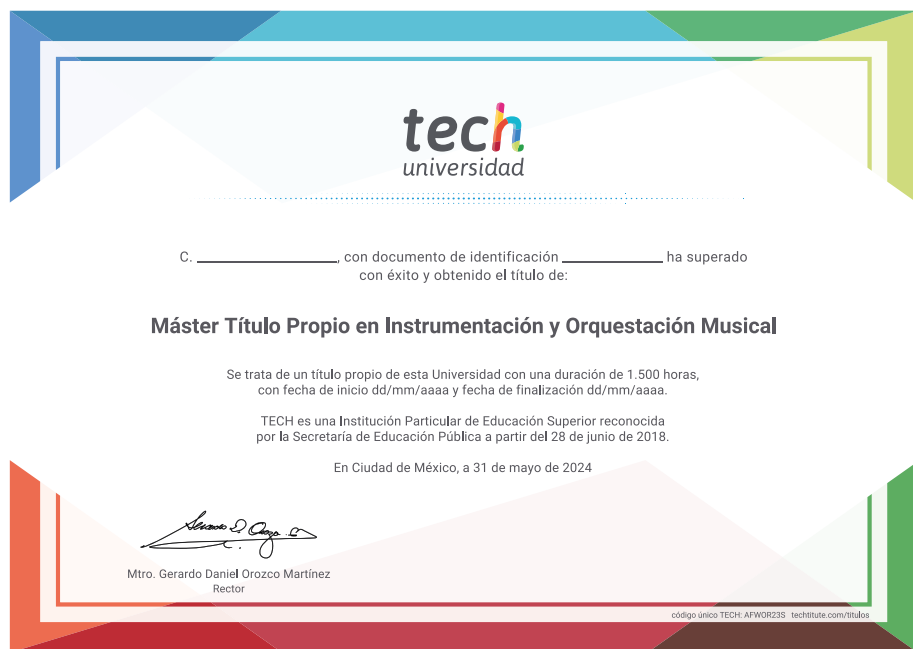 tech
universidad
C. ____________________, con documento de identificación ______________ ha superado
con éxito y obtenido el título de:
Máster Título Propio en Instrumentación y Orquestación Musical
Se trata de un título propio de esta Universidad con una duración de 1.500 horas,
con fecha de inicio dd/mm/aaaa y fecha de finalización dd/mm/aaaa.
TECH es una Institución Particular de Educación Superior reconocida
por la Secretaría de Educación Pública a partir del 28 de junio de 2018.
En Ciudad de México, a 31 de mayo de 2024
Mtro. Gerardo Daniel Orozco Martínez
Rector
código único TECH: AFWOR23S techtitute.com/titulos